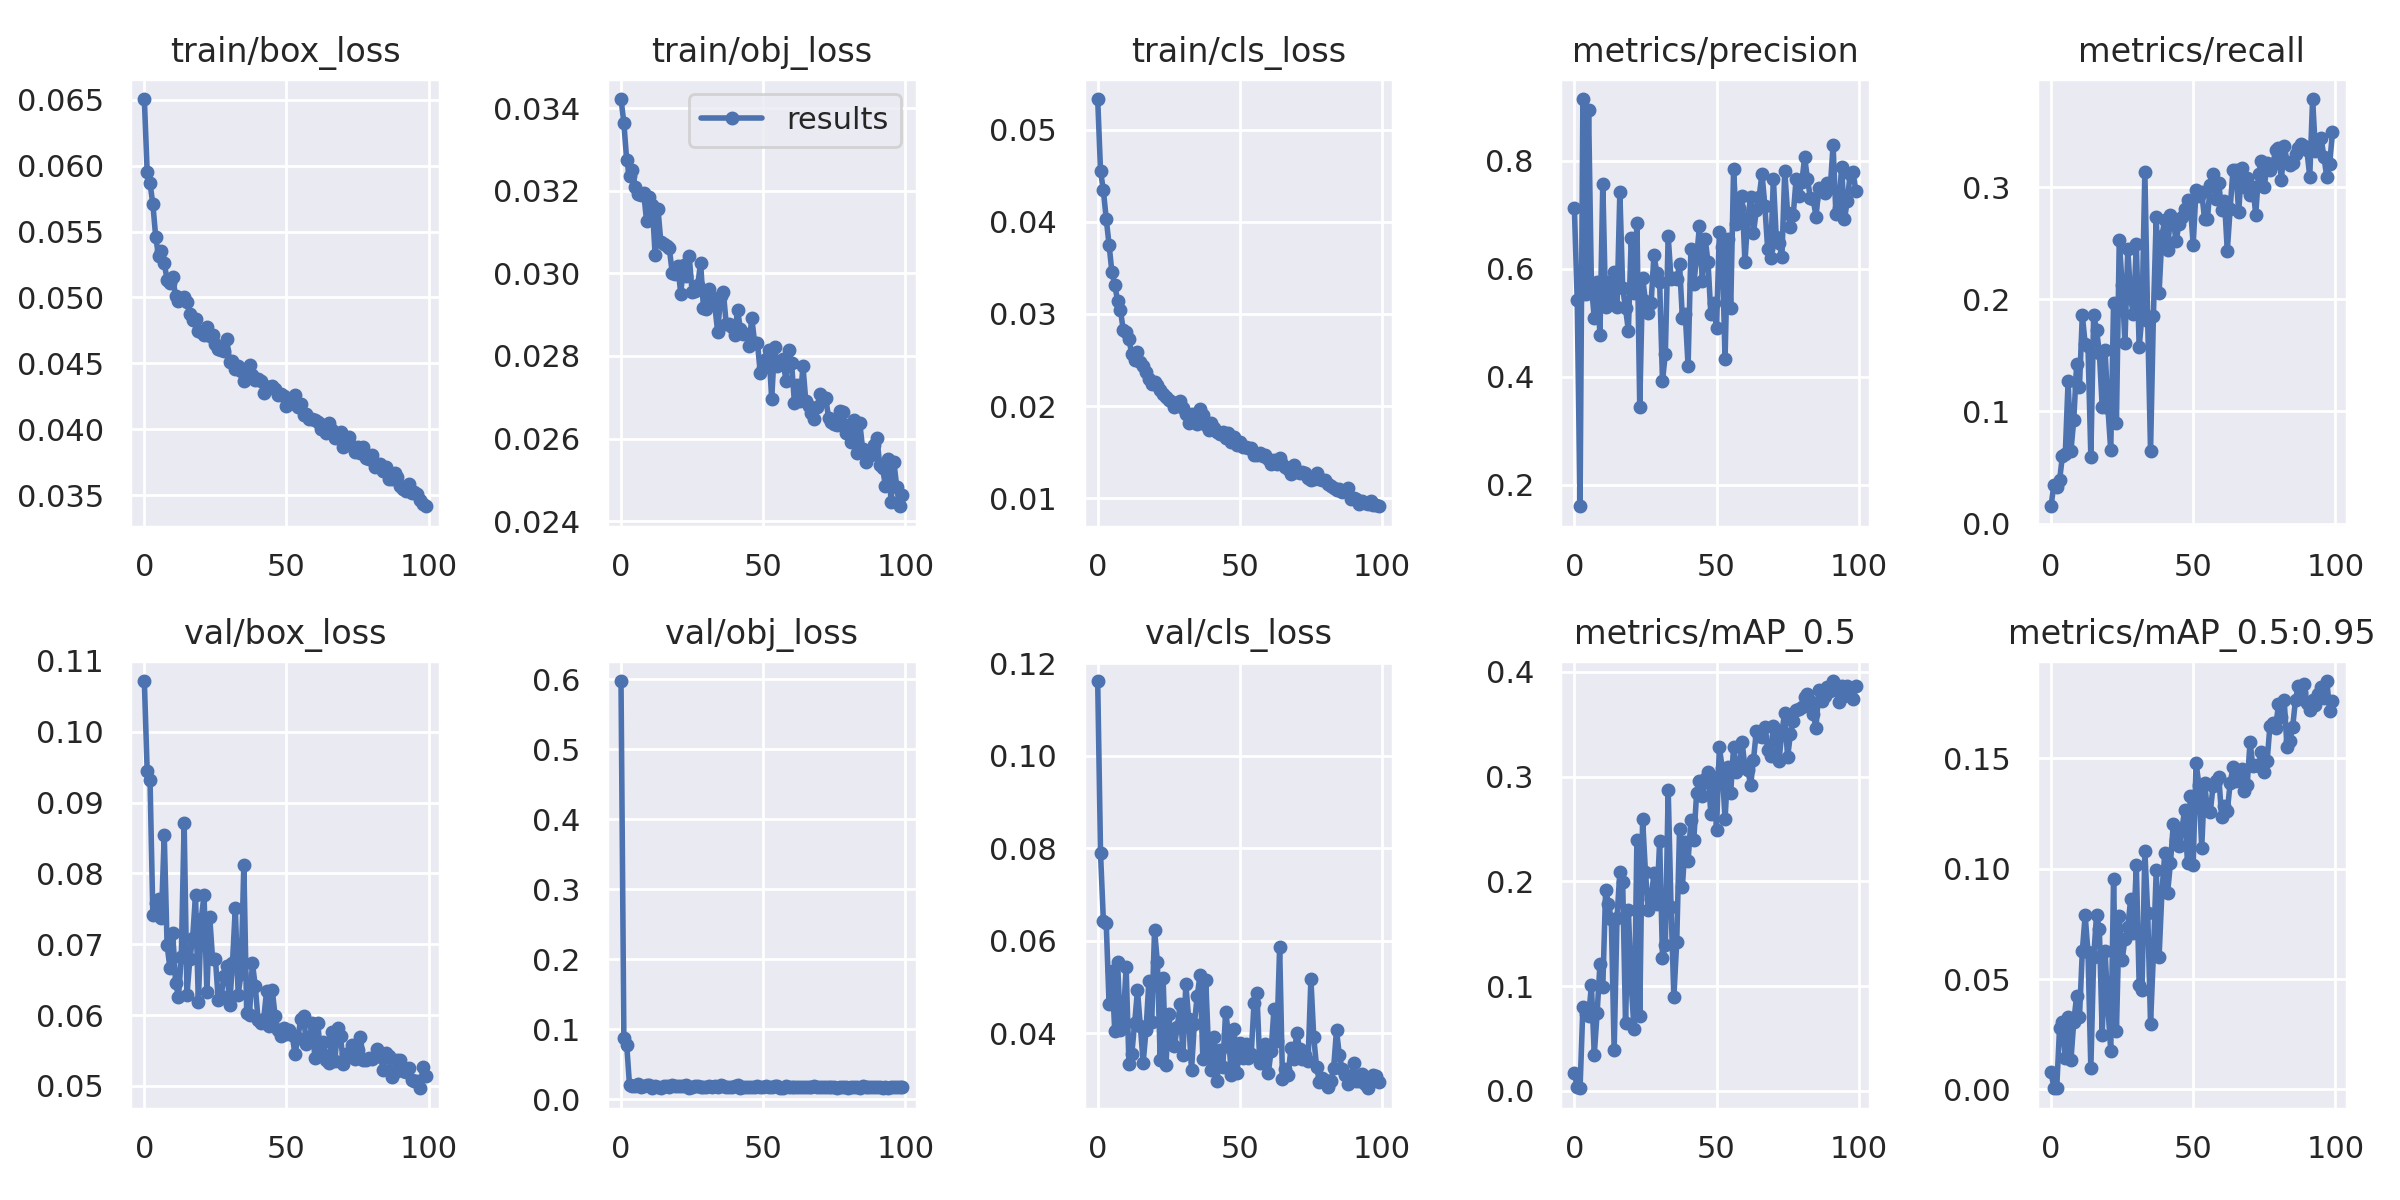 train/box_loss
0.065
0.060
0.055
0.050
0.045
0.040
0.035
0 50 100
train/obj_loss
results
0.034
0.032
0.030
0.028
0.026
0.024
0 50 100
train/cls_loss
0.05
0.04
0.03
0.02
0.01
0 50 100
metrics/precision
0.8
0.6
0.4
0.2
0 50 100
metrics/recall
0.3
0.2
0.1
0.0
0 50 100
val/box_loss
0.11
0.10
0.09
0.08
0.07
0.06
0.05
0 50 100
val/obj_loss
0.6
0.5
0.4
0.3
0.2
0.1
0.0
0 50 100
val/cls_loss
0.12
0.10
0.08
0.06
0.04
0 50 100
metrics/mAP_0.5
0.4
0.3
0.2
0.1
0.0
0 50 100
metrics/mAP_0.5:0.95
0.15
0.10
0.05
0.00
0 50 100